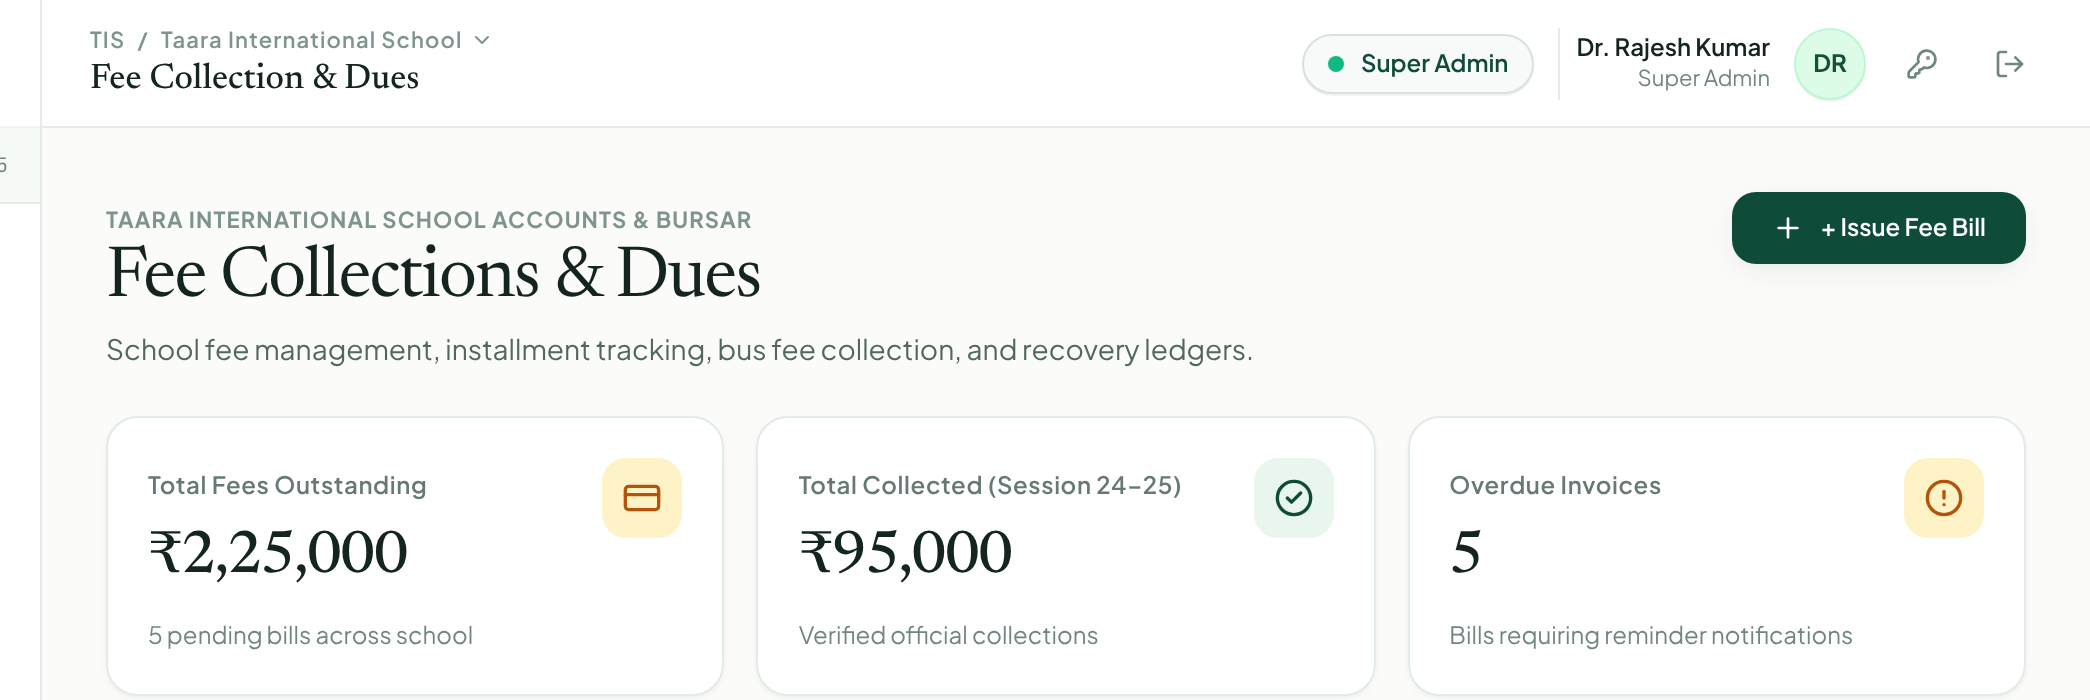 TIS / Taara International School
Fee Collection & Dues
Super Admin
Dr. Rajesh Kumar
Super Admin
DR
5
TAARA INTERNATIONAL SCHOOL ACCOUNTS & BURSAR
Fee Collections & Dues
+ Issue Fee Bill
School fee management, installment tracking, bus fee collection, and recovery ledgers.
Total Fees Outstanding
₹2,25,000
5 pending bills across school
Total Collected (Session 24-25)
₹95,000
Verified official collections
Overdue Invoices
5
Bills requiring reminder notifications